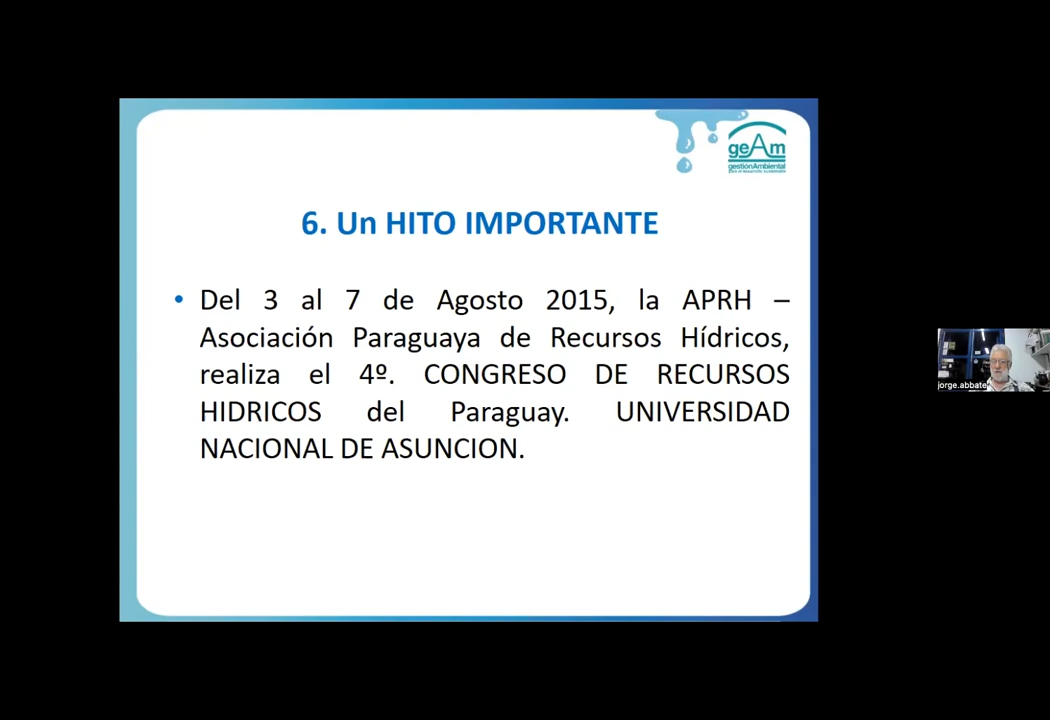 geAm
gestiónAmbiental
6. Un HITO IMPORTANTE
• Del 3 al 7 de Agosto 2015, la APRH –
Asociación Paraguaya de Recursos Hídricos,
realiza el 4º. CONGRESO DE RECURSOS
HIDRICOS del Paraguay. UNIVERSIDAD
NACIONAL DE ASUNCION.
jorge.abbate